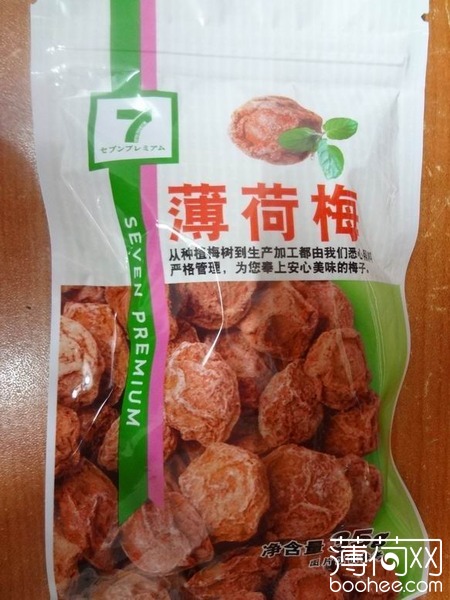 7
セブンプレミアム
SEVEN PREMIUM
薄荷梅
从种植梅树到生产加工都由我们悉心
严格管理，为您奉上安心美味的梅子。
净含量
薄荷网
boohee.com